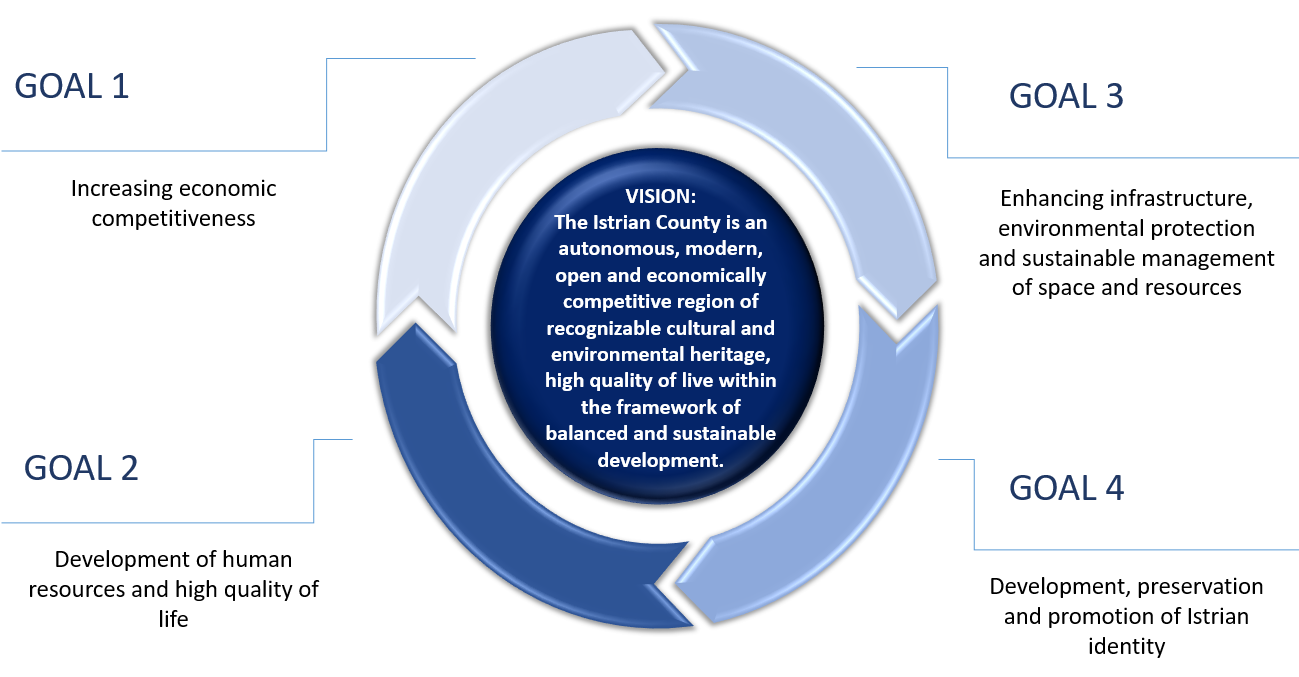 GOAL 1
Increasing economic
competitiveness
GOAL 2
Development of human
resources and high quality of
life
VISION:
The Istrian County is an
autonomous, modern,
open and economically
competitive region of
recognizable cultural and
environmental heritage,
high quality of live within
the framework of
balanced and sustainable
development.
GOAL 3
Enhancing infrastructure,
environmental protection
and sustainable management
of space and resources
GOAL 4
Development, preservation
and promotion of Istrian
identity